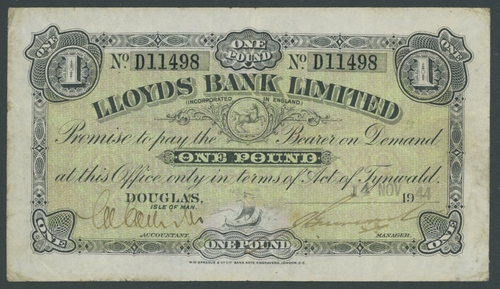 ONE
ONE
POUND
ONE
1
Nº D11498
Nº D11498
1
LLOYDS BANK LIMITED
(INCORPORATED IN ENGLAND)
Promise to pay the Bearer on Demand
ONE POUND
at this Office only in terms of Act of Tynwald.
DOUGLAS,
14 NOV 1944
ISLE OF MAN.
ACCOUNTANT.
MANAGER.
ONE
ONE POUND
ONE